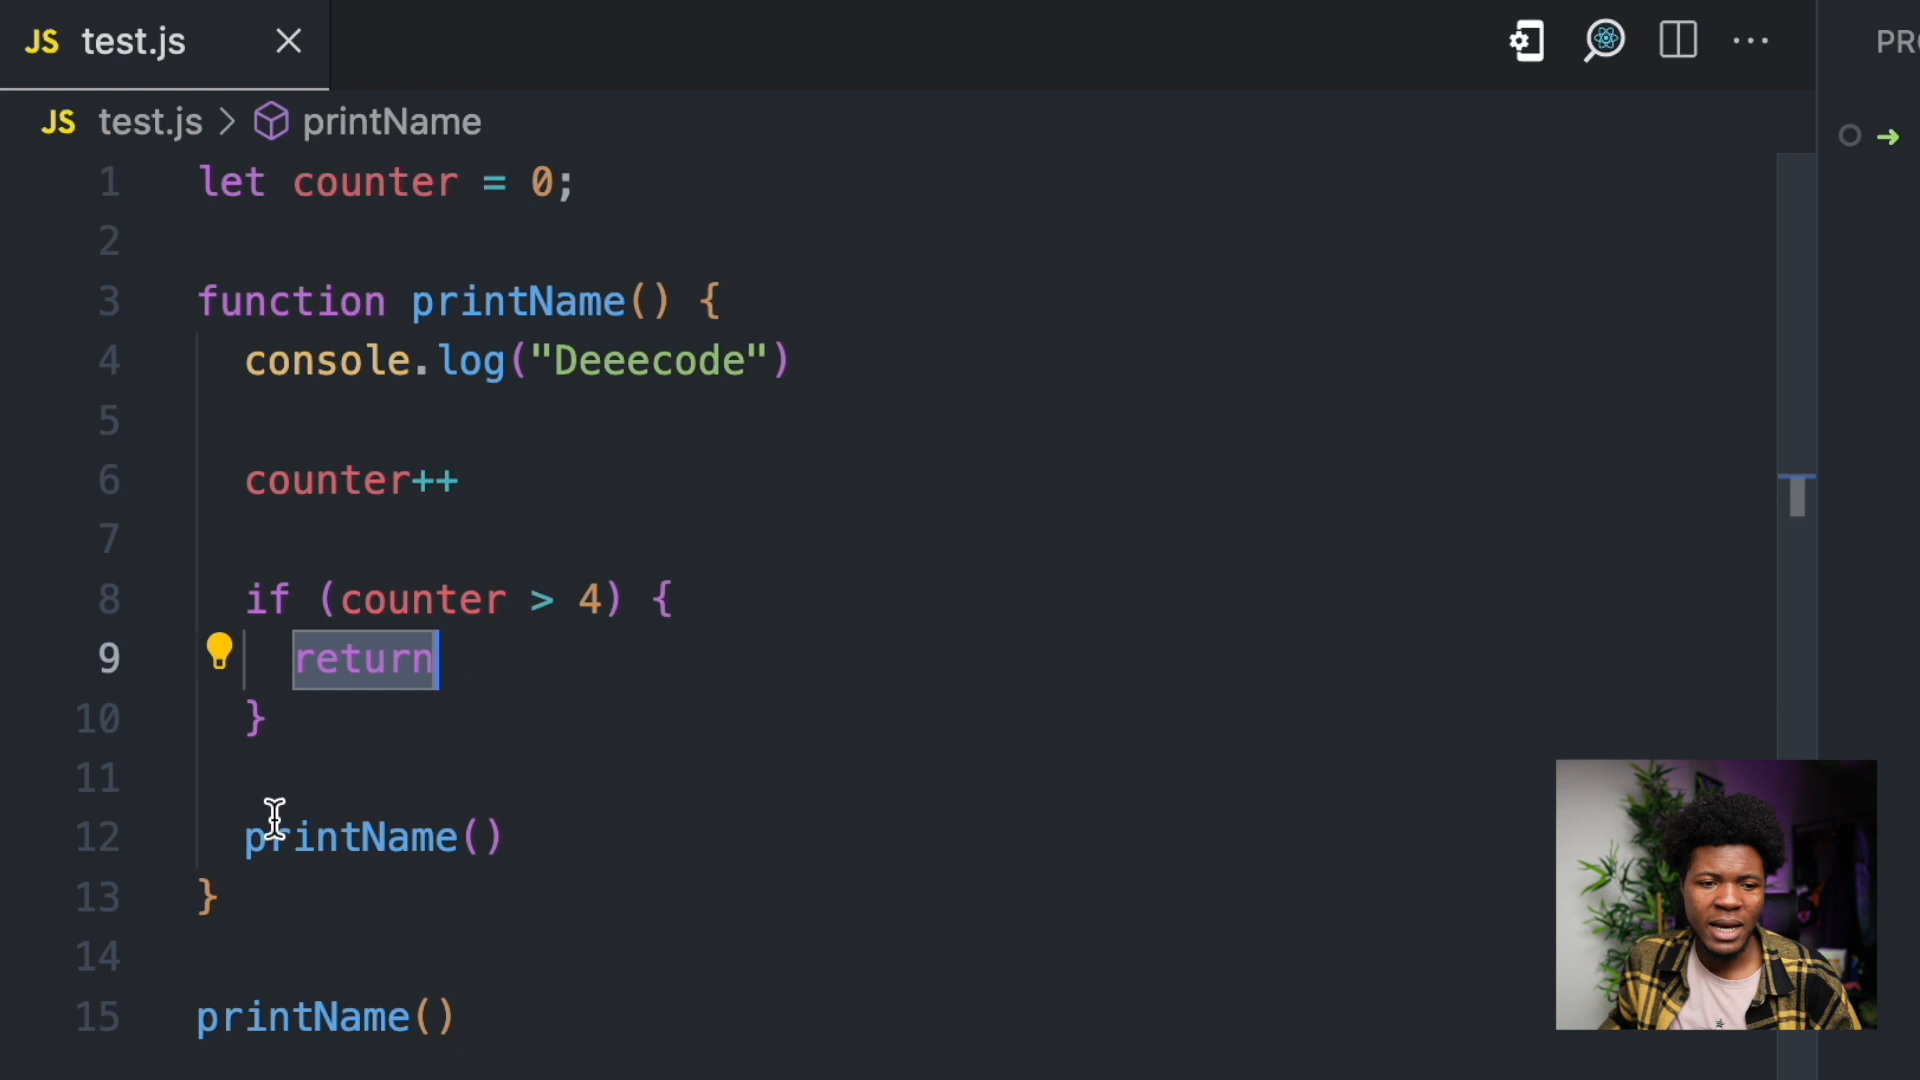 JS test.js
PR
JS test.js > printName
1 let counter = 0;
2
3 function printName() {
4 console.log("Deeecode")
5
6 counter++
7
8 if (counter > 4) {
9 return
10 }
11
12 printName()
13 }
14
15 printName()